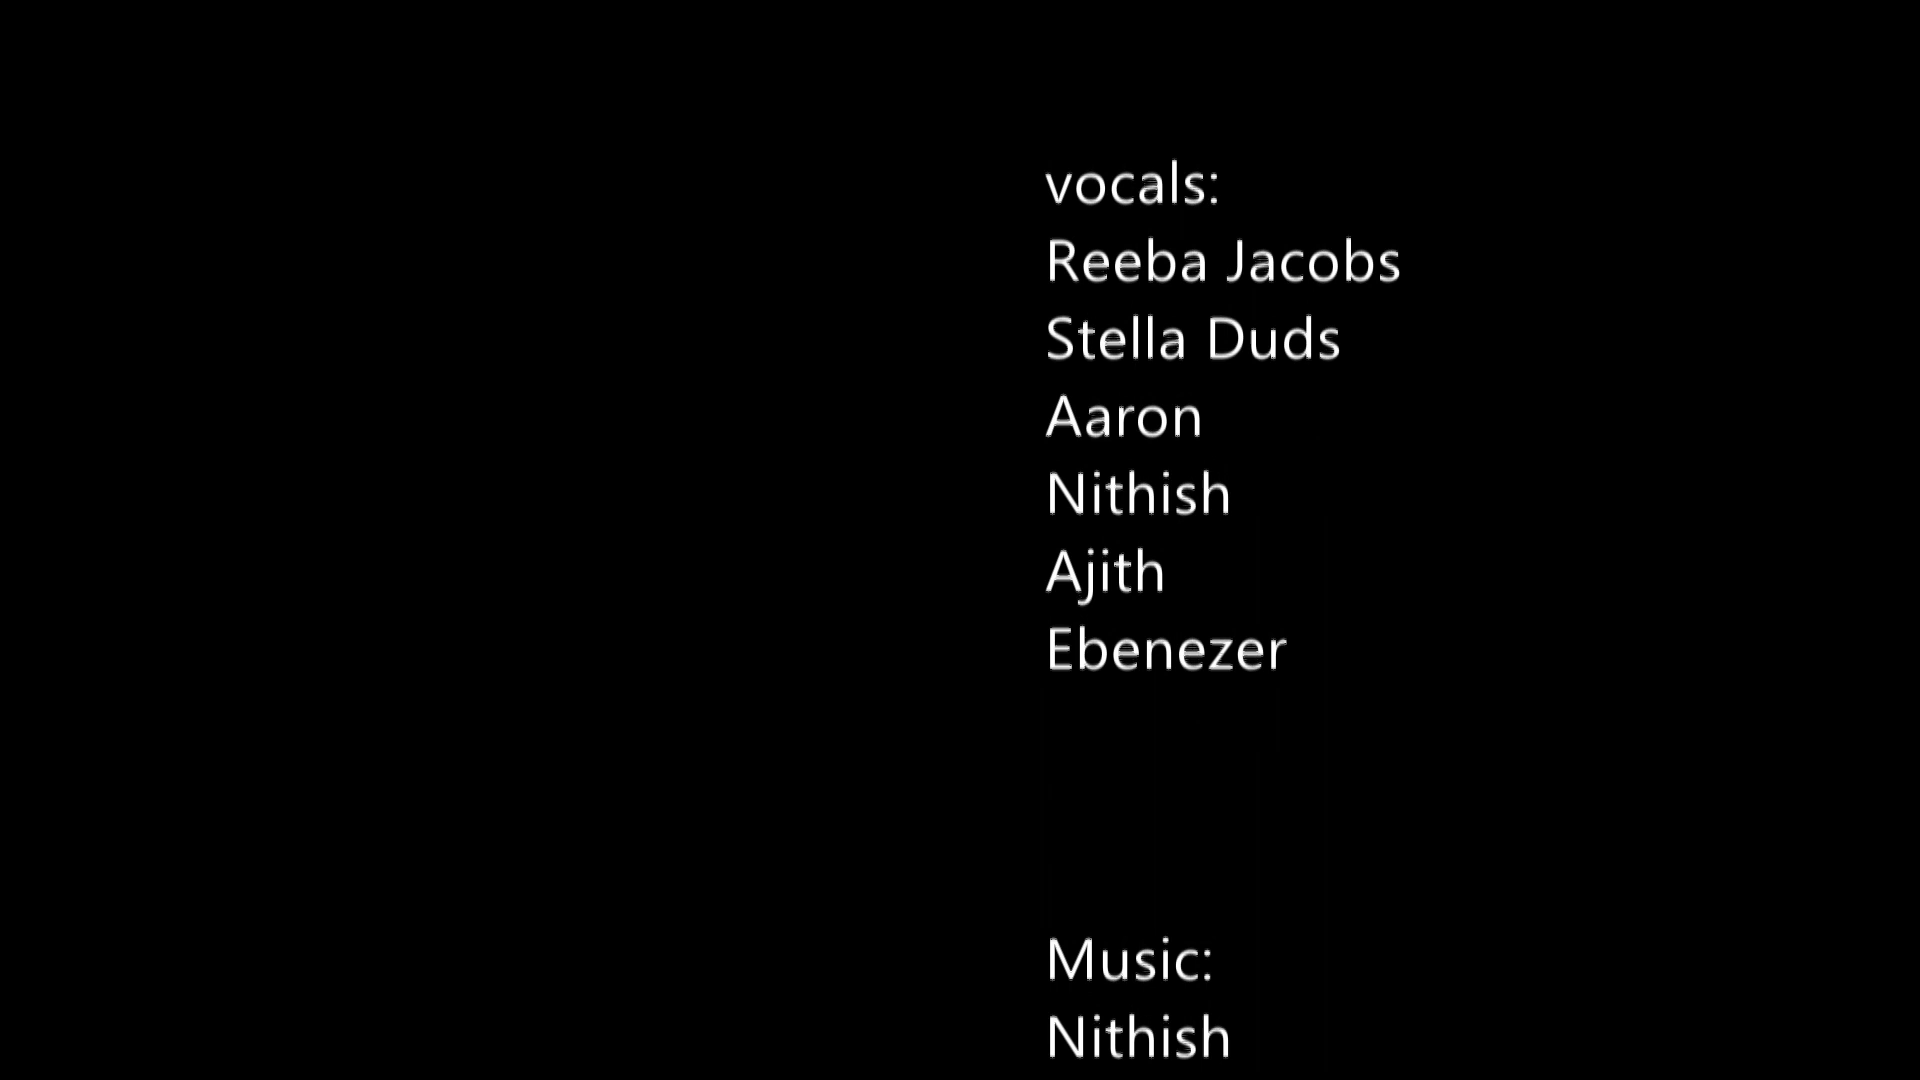 vocals:
Reeba Jacobs
Stella Duds
Aaron
Nithish
Ajith
Ebenezer
Music:
Nithish